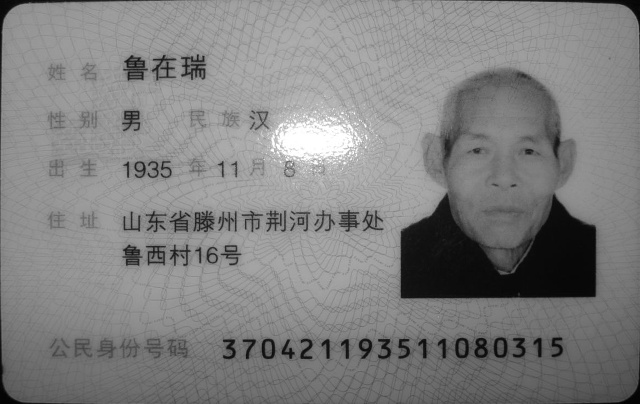 姓名 鲁在瑞
性别 男 民族 汉
出生 1935 年 11 月 8 日
住址 山东省滕州市荆河办事处
鲁西村16号
公民身份号码 370421193511080315